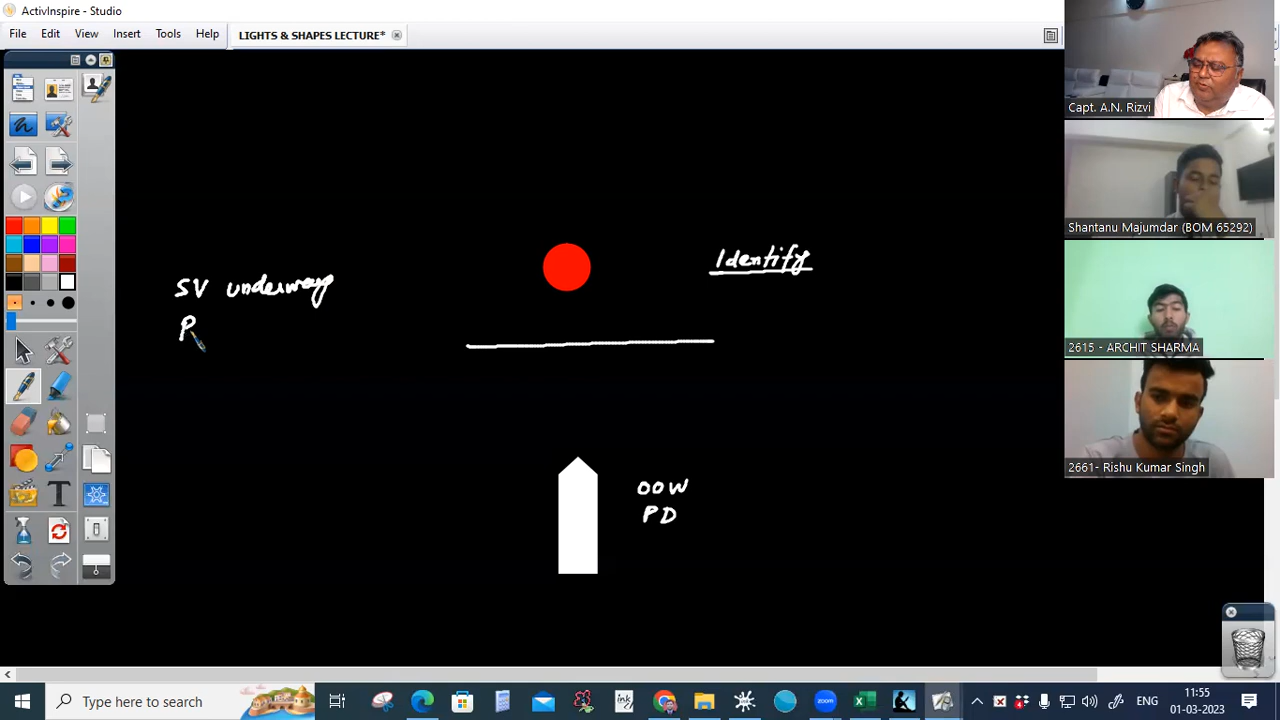 ActivInspire - Studio
File Edit View Insert Tools Help
LIGHTS & SHAPES LECTURE*
Capt. A.N. Rizvi
Shantanu Majumdar (BOM 65292)
2615 - ARCHIT SHARMA
2661- Rishu Kumar Singh
Identify
SV underway
P
OOW
PD
Type here to search
zoom
ink
ENG
11:55
01-03-2023